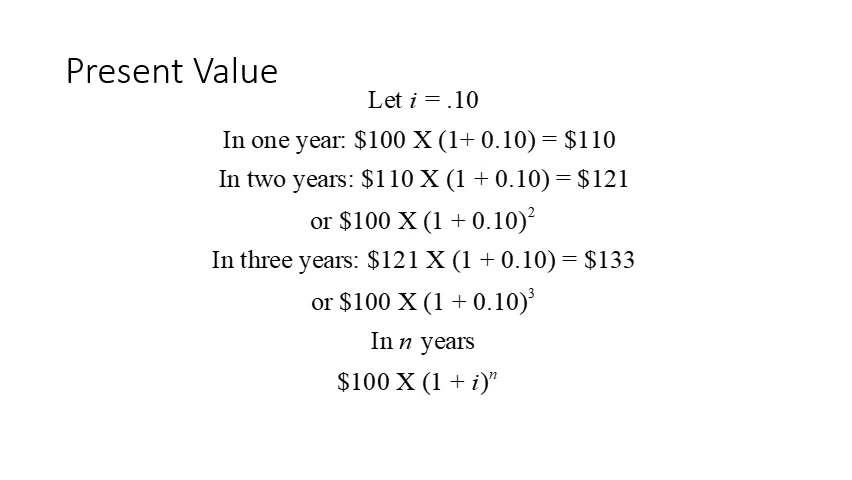 Present Value
Let i = .10
In one year: $100 X (1+ 0.10) = $110
In two years: $110 X (1 + 0.10) = $121
or $100 X (1 + 0.10)²
In three years: $121 X (1 + 0.10) = $133
or $100 X (1 + 0.10)³
In n years
$100 X (1 + i)ⁿ